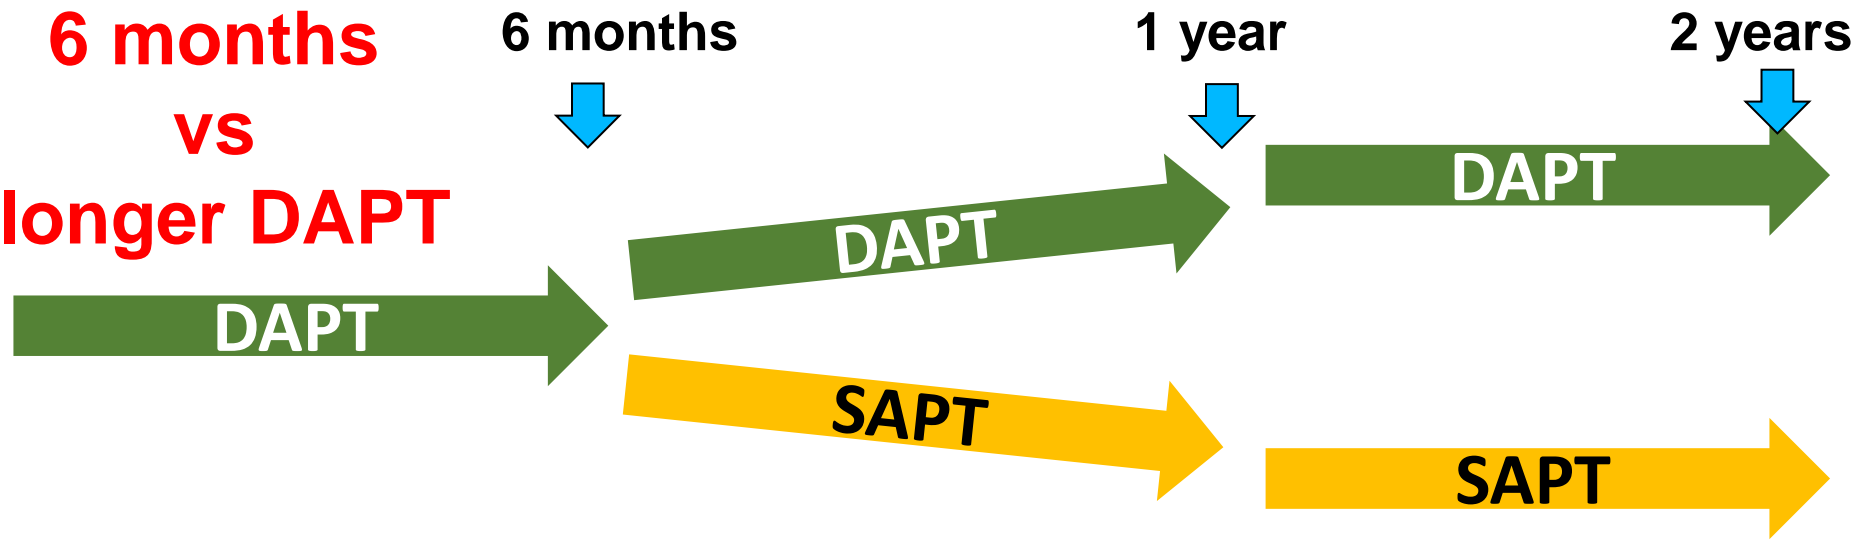 6 months
vs
longer DAPT
6 months
1 year
2 years
DAPT
DAPT
DAPT
SAPT
SAPT